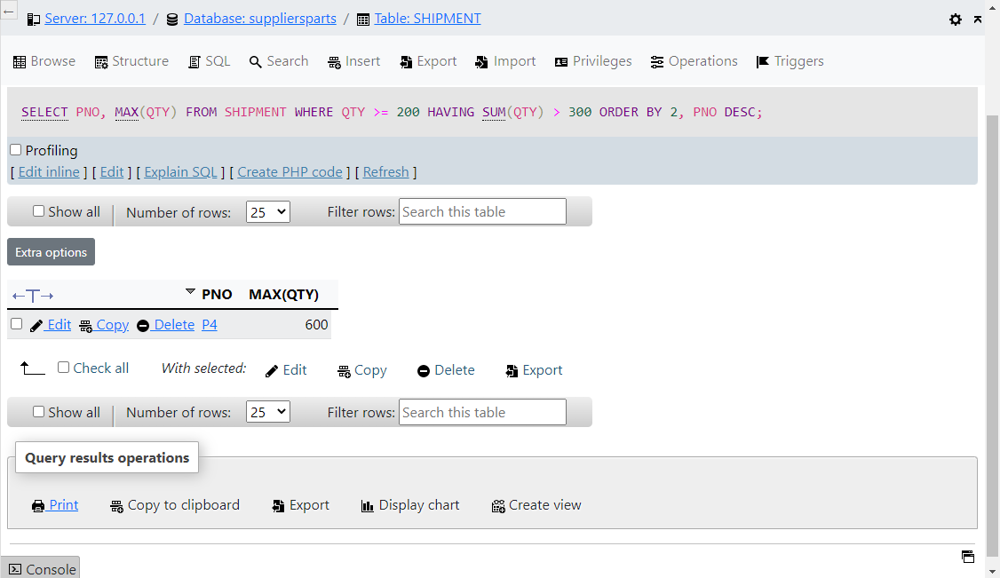 Server: 127.0.0.1 / Database: suppliersparts / Table: SHIPMENT
Browse Structure SQL Search Insert Export Import Privileges Operations Triggers
SELECT PNO, MAX(QTY) FROM SHIPMENT WHERE QTY >= 200 HAVING SUM(QTY) > 300 ORDER BY 2, PNO DESC;
Profiling
[ Edit inline ] [ Edit ] [ Explain SQL ] [ Create PHP code ] [ Refresh ]
Show all | Number of rows: 25 Filter rows: Search this table
Extra options
←T→ PNO MAX(QTY)
Edit Copy Delete P4 600
Check all With selected: Edit Copy Delete Export
Show all | Number of rows: 25 Filter rows: Search this table
Query results operations
Print Copy to clipboard Export Display chart Create view
Console